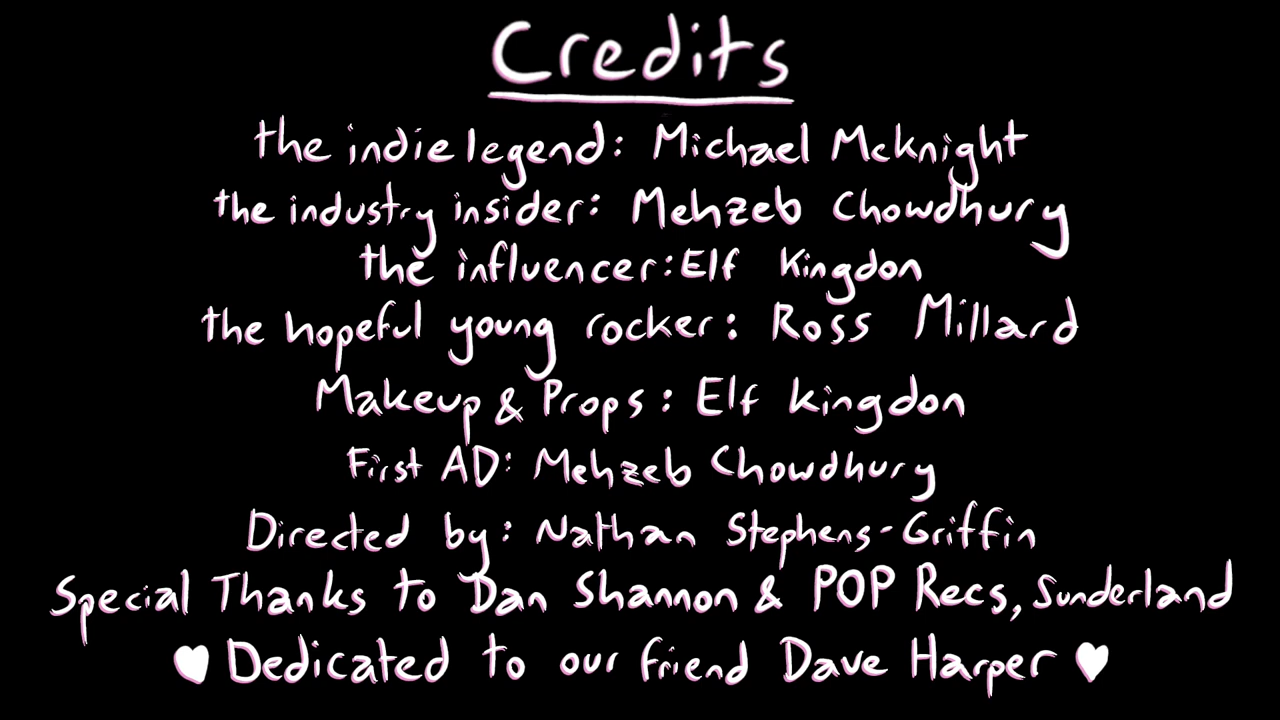 Credits
the indie legend: Michael McKnight
the industry insider: Mehzeb Chowdhury
the influencer: Elf Kingdon
the hopeful young rocker: Ross Millard
Makeup & Props: Elf Kingdon
First AD: Mehzeb Chowdhury
Directed by: Nathan Stephens-Griffin
Special Thanks to Dan Shannon & POP Recs, Sunderland
♥ Dedicated to our friend Dave Harper ♥